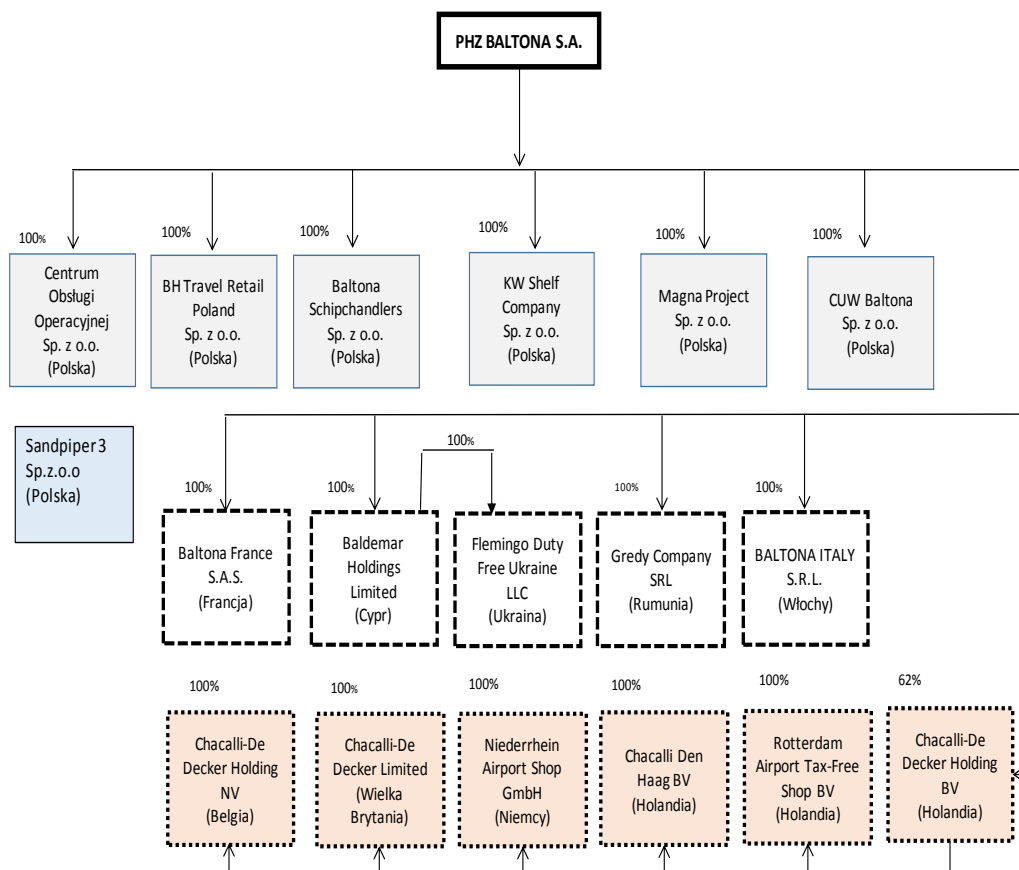 PHZ BALTONA S.A.
100%
Centrum
Obsługi
Operacyjnej
Sp. z o.o.
(Polska)
100%
BH Travel Retail
Poland
Sp. z o.o.
(Polska)
100%
Baltona
Schipchandlers
Sp. z o.o.
(Polska)
100%
KW Shelf
Company
Sp. z o.o.
(Polska)
100%
Magna Project
Sp. z o.o.
(Polska)
100%
CUW Baltona
Sp. z o.o.
(Polska)
Sandpiper 3
Sp.z.o.o
(Polska)
100%
Baltona France
S.A.S.
(Francja)
100%
Baldemar
Holdings
Limited
(Cypr)
100%
Flemingo Duty
Free Ukraine
LLC
(Ukraina)
100%
Gredy Company
SRL
(Rumunia)
100%
BALTONA ITALY
S.R.L.
(Włochy)
100%
Chacalli-De
Decker Holding
NV
(Belgia)
100%
Chacalli-De
Decker Limited
(Wielka
Brytania)
100%
Niederrhein
Airport Shop
GmbH
(Niemcy)
100%
Chacalli Den
Haag BV
(Holandia)
100%
Rotterdam
Airport Tax-Free
Shop BV
(Holandia)
62%
Chacalli-De
Decker Holding
BV
(Holandia)